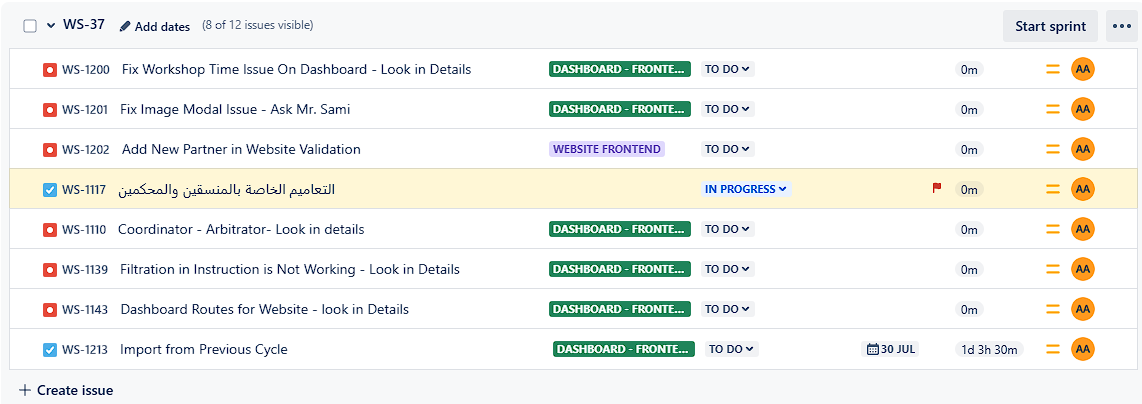 WS-37 Add dates (8 of 12 issues visible) Start sprint
WS-1200 Fix Workshop Time Issue On Dashboard - Look in Details DASHBOARD - FRONTE... TO DO 0m AA
WS-1201 Fix Image Modal Issue - Ask Mr. Sami DASHBOARD - FRONTE... TO DO 0m AA
WS-1202 Add New Partner in Website Validation WEBSITE FRONTEND TO DO 0m AA
WS-1117 التعاميم الخاصة بالمنسقين والمحكمين IN PROGRESS 0m AA
WS-1110 Coordinator - Arbitrator- Look in details DASHBOARD - FRONTE... TO DO 0m AA
WS-1139 Filtration in Instruction is Not Working - Look in Details DASHBOARD - FRONTE... TO DO 0m AA
WS-1143 Dashboard Routes for Website - look in Details DASHBOARD - FRONTE... TO DO 0m AA
WS-1213 Import from Previous Cycle DASHBOARD - FRONTE... TO DO 30 JUL 1d 3h 30m AA
+ Create issue